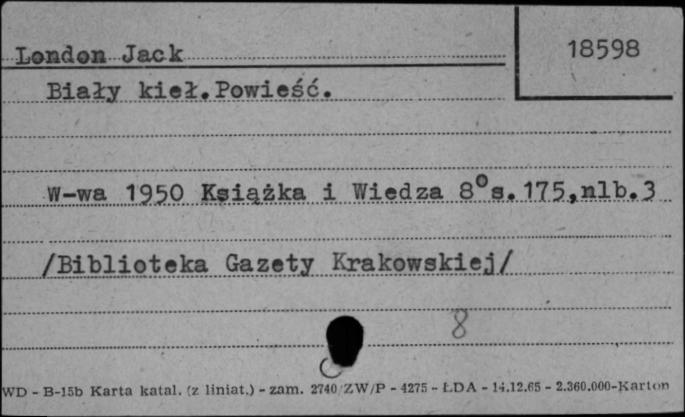 London Jack
18598
Biały kieł.Powieść.
W-wa 1950 Książka i Wiedza 8° s.175,nlb.3
/Biblioteka Gazety Krakowskiej/
8
WD - B-15b Karta katal. (z liniat.) - zam. 2740/ZW/P - 4275 - ŁDA - 14.12.65 - 2.360.000-Karton